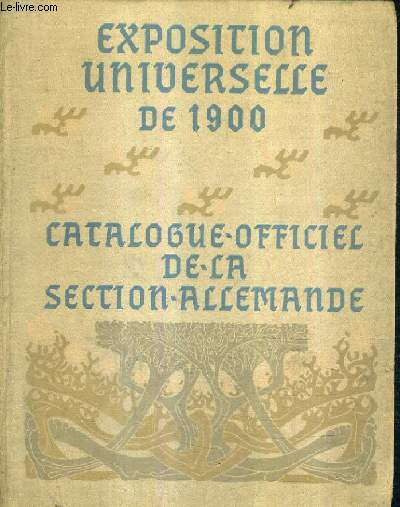 Le-livre.com
EXPOSITION
UNIVERSELLE
DE 1900
CATALOGUE-OFFICIEL
DE-LA
SECTION-ALLEMANDE